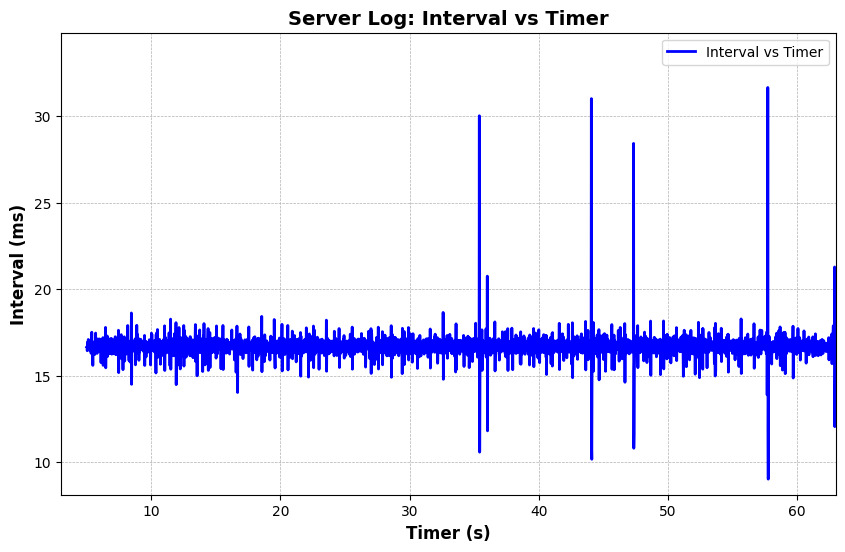 Server Log: Interval vs Timer
Interval vs Timer
30
25
20
15
10
Interval (ms)
10 20 30 40 50 60
Timer (s)